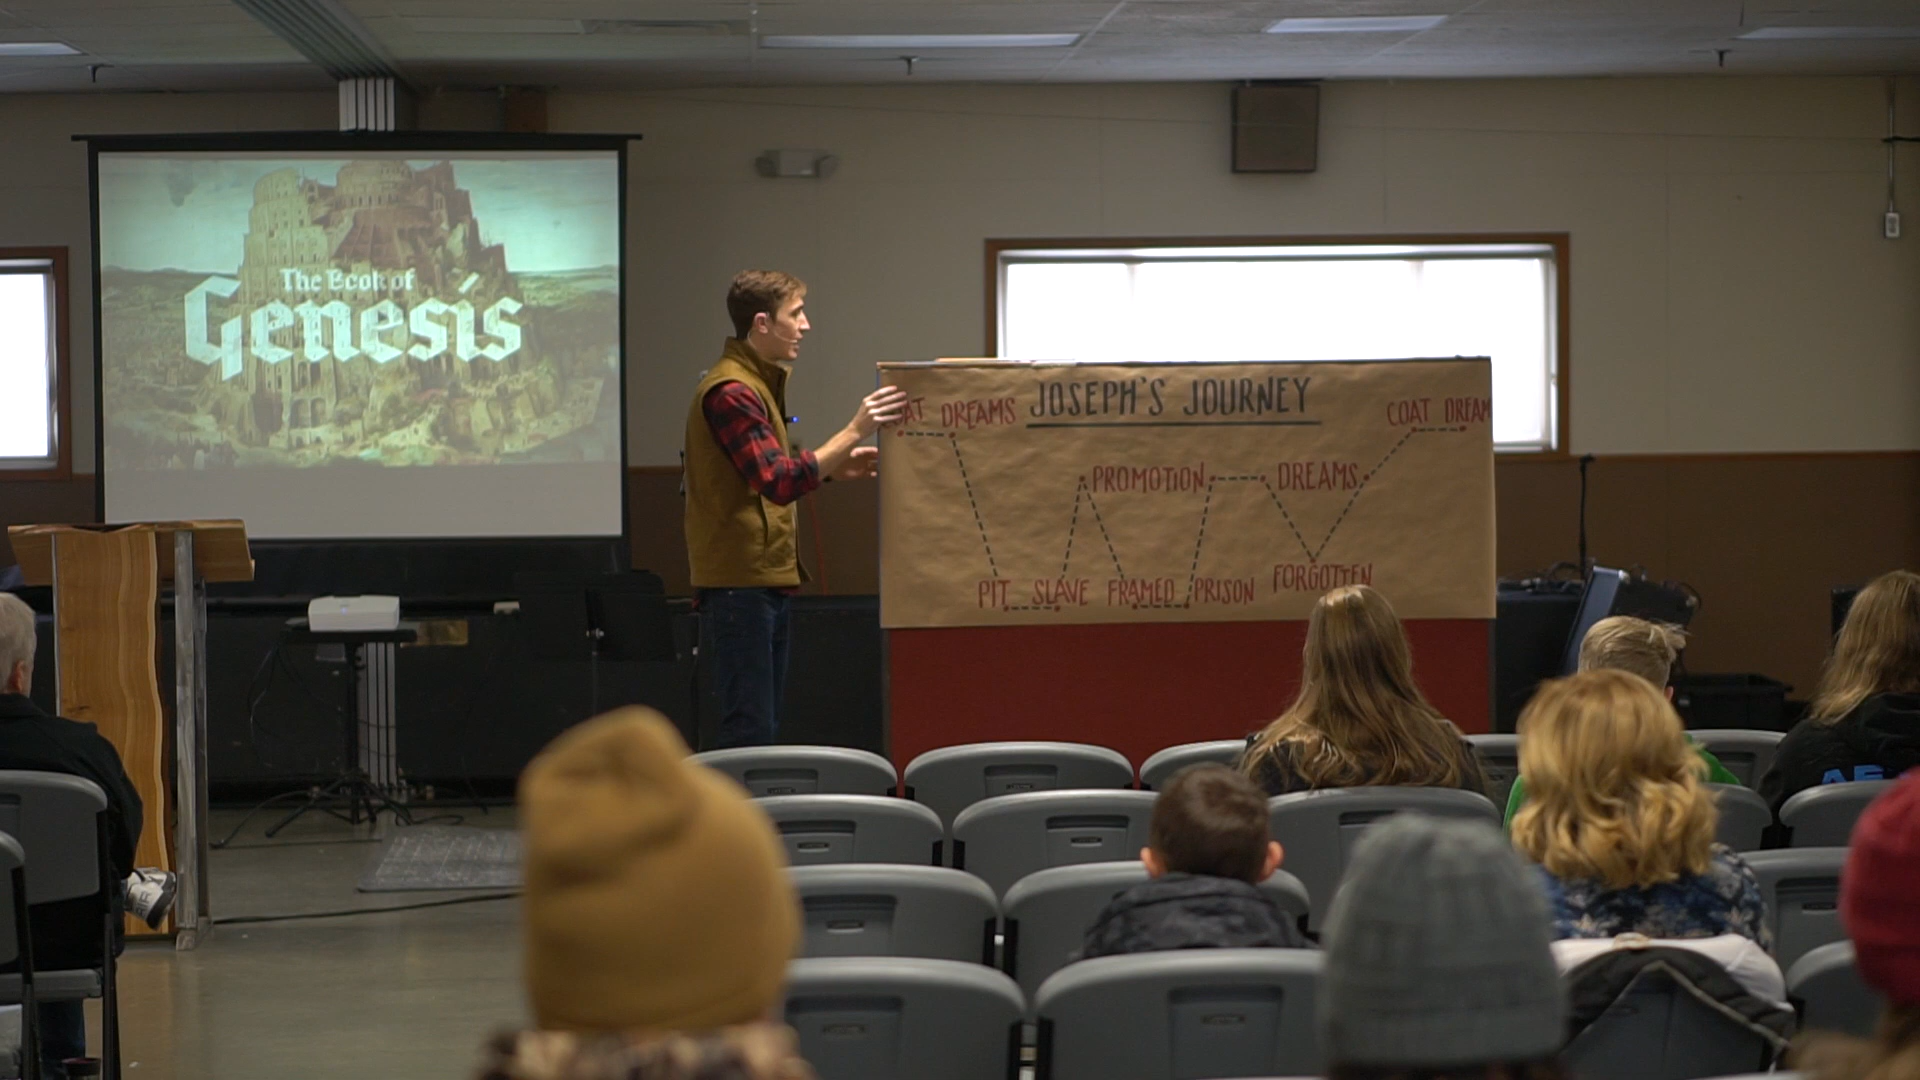 The Book of
Genesis
JOSEPH'S JOURNEY
DREAMS
COAT DREAM
PROMOTION
DREAMS
PIT
SLAVE
FRAMED
PRISON
FORGOTTEN